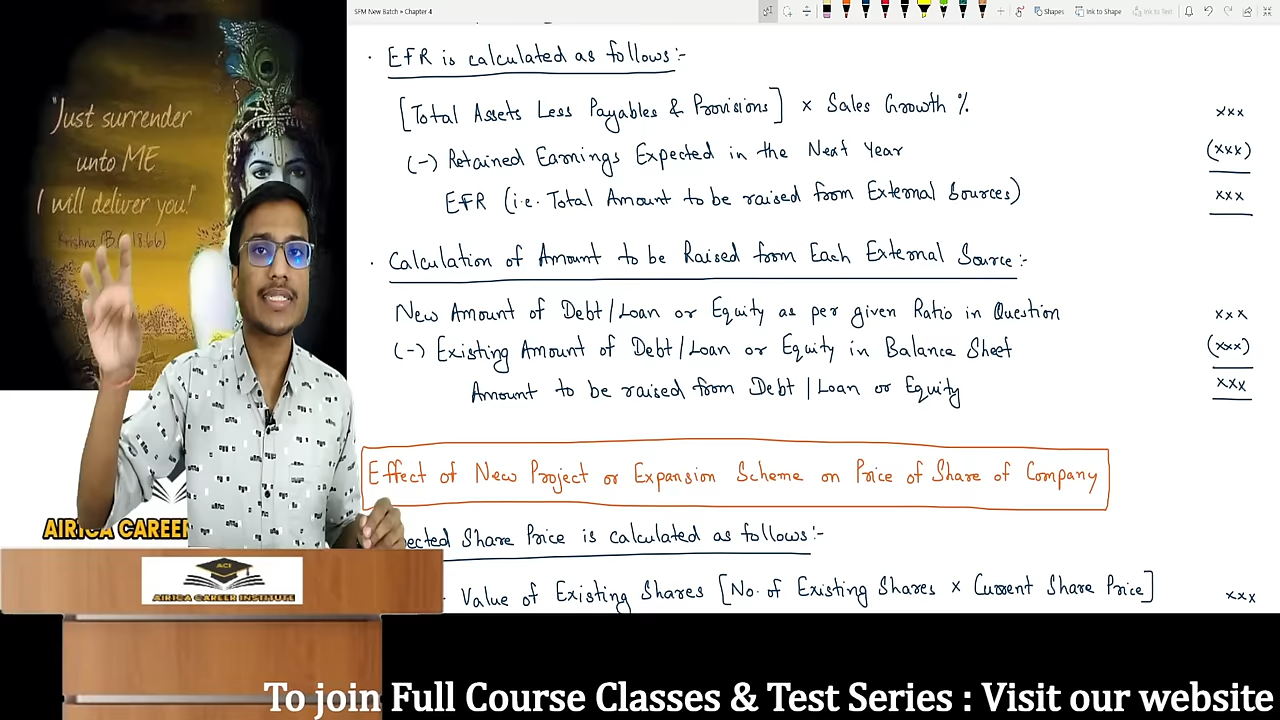 SFM New Batch » Chapter 4
Shapes
Ink to Shape
Ink to Text
"Just surrender
unto ME
I will deliver you!"
Krishna (B. 18:66)
· EFR is calculated as follows:-
[Total Assets Less Payables & Provisions] × Sales Growth % xxx
(-) Retained Earnings Expected in the Next Year (xxx)
EFR (i.e. Total Amount to be raised from External Sources) xxx
· Calculation of Amount to be Raised from Each External Source:-
New Amount of Debt/Loan or Equity as per given Ratio in Question xxx
(-) Existing Amount of Debt/Loan or Equity in Balance Sheet (xxx)
Amount to be raised from Debt/Loan or Equity xxx
Effect of New Project or Expansion Scheme on Price of Share of Company
ected Share Price is calculated as follows:-
Value of Existing Shares [No. of Existing Shares × Current Share Price] xxx
AIRICA CAREER
ACI
AIRICA CAREER INSTITUTE
To join Full Course Classes & Test Series : Visit our website